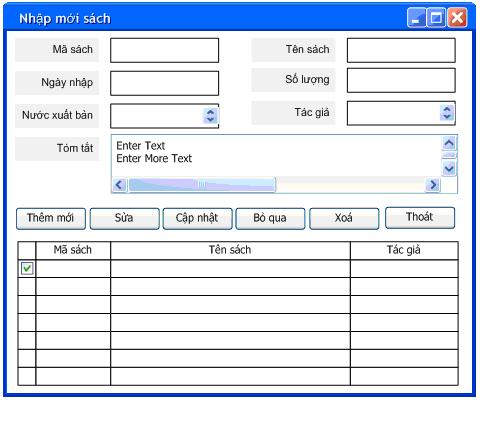 Nhập mới sách
Mã sách
Tên sách
Ngày nhập
Số lượng
Nước xuất bản
Tác giả
Tóm tắt
Enter Text
Enter More Text
Thêm mới Sửa Cập nhật Bỏ qua Xoá Thoát
Mã sách Tên sách Tác giả